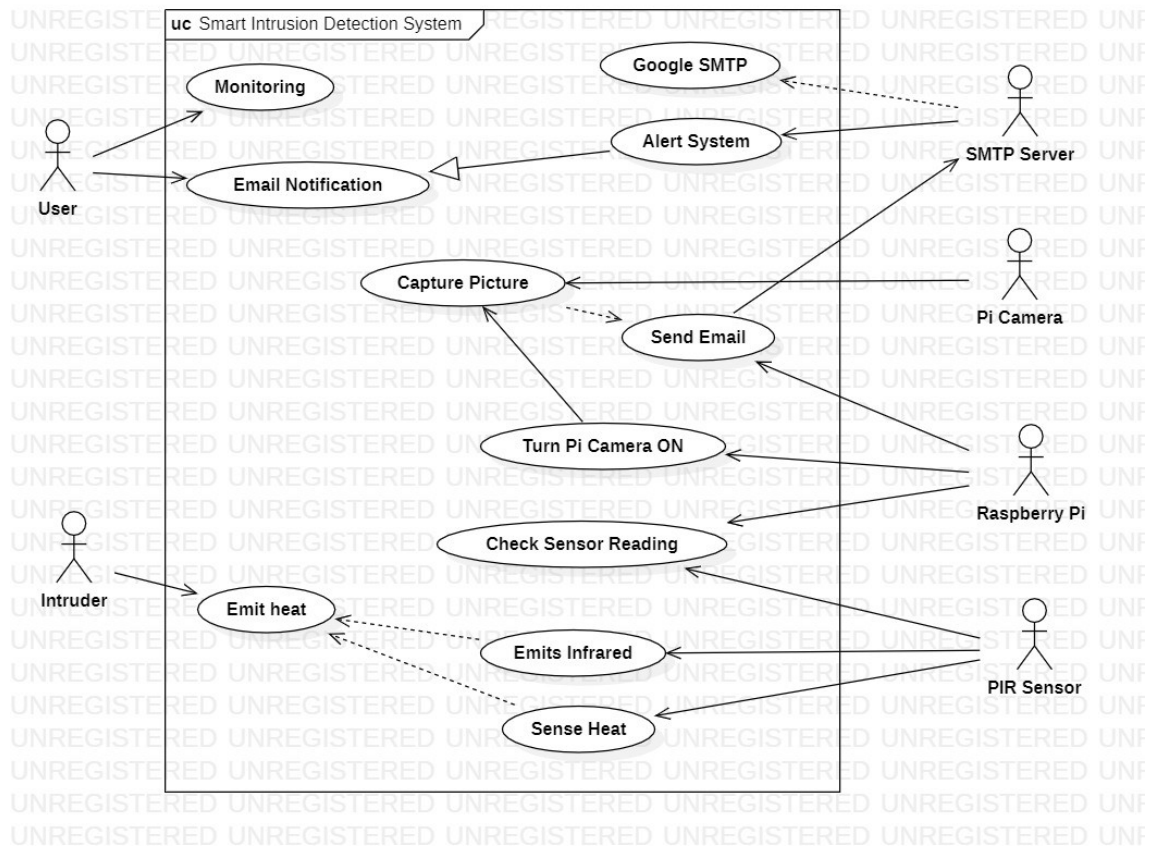 uc Smart Intrusion Detection System
Google SMTP
Monitoring
Alert System
SMTP Server
Email Notification
User
Capture Picture
Pi Camera
Send Email
Turn Pi Camera ON
Raspberry Pi
Check Sensor Reading
Intruder
Emit heat
Emits Infrared
PIR Sensor
Sense Heat
UNREGISTERED